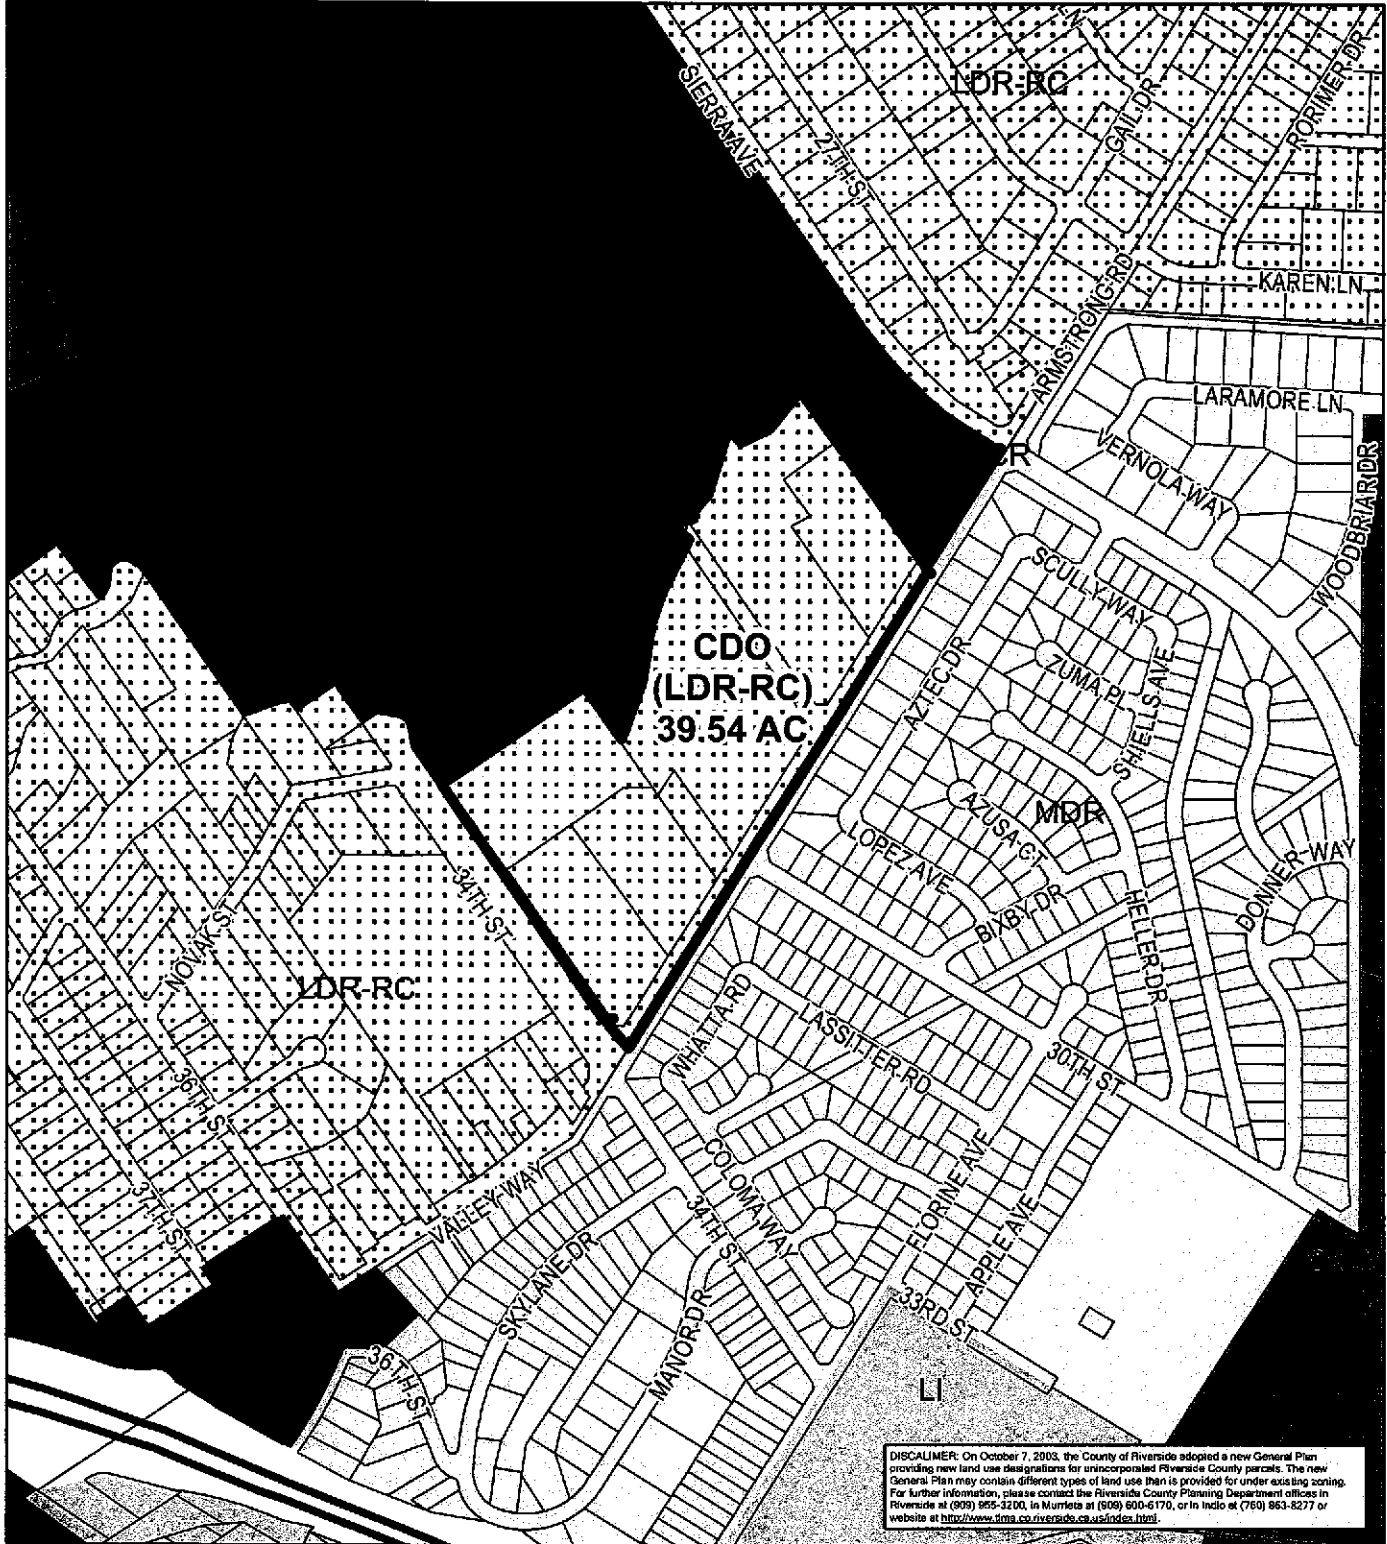 LDR-RC
SIERRA AVE
27TH ST
GAIL DR
RORIMER DR
LN
KAREN LN
ARMSTRONG RD
LARAMORE LN
VERNOLA WAY
WOODBRIAR DR
SCULLY WAY
ZUMA PL
SHIELLS AVE
AZTEC DR
CDO
(LDR-RC)
39.54 AC
MDR
AZUSA CT
LOPEZ AVE
BIXBY DR
HELLER DR
DONNER WAY
34TH ST
NOVAK ST
LDR-RC
WHATTA RD
LASSITTER RD
30TH ST
36TH ST
37TH ST
VALLEY WAY
COLOMA WAY
34TH ST
FLORINE AVE
APPLE AVE
SKYLANE DR
MANOR DR
33RD ST
36TH ST
LI
DISCALIMER: On October 7, 2003, the County of Riverside adopted a new General Plan
providing new land use designations for unincorporated Riverside County parcels. The new
General Plan may contain different types of land use than is provided for under existing zoning.
For further information, please contact the Riverside County Planning Department offices in
Riverside at (909) 955-3200, in Murrieta at (909) 600-6170, or in Indio at (760) 863-8277 or
website at http://www.tlma.co.riverside.ca.us/index.html.